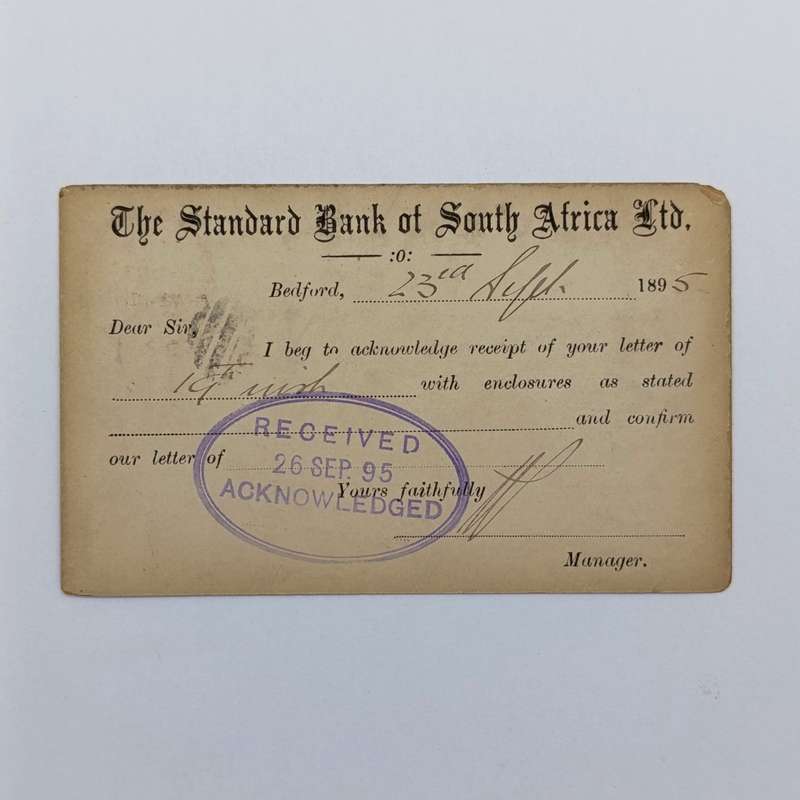 The Standard Bank of South Africa Ltd.
:o:
Bedford, 23rd Sept. 1895
Dear Sir,
I beg to acknowledge receipt of your letter of
19th inst with enclosures as stated
and confirm
our letter of
RECEIVED
26 SEP. 95
ACKNOWLEDGED
Yours faithfully
Manager.